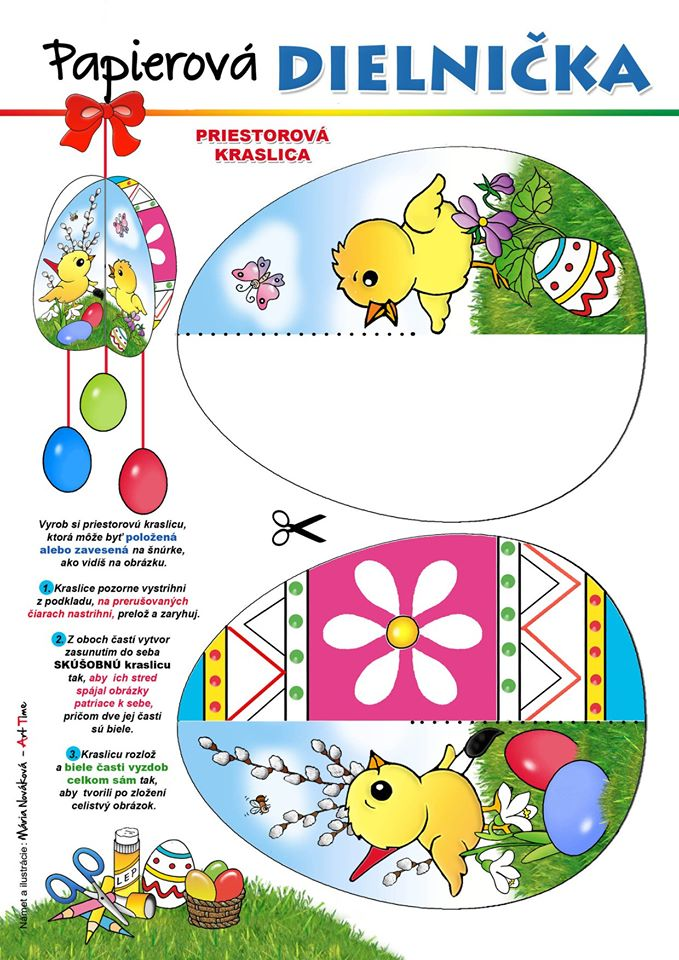 Papierová DIELNIČKA
PRIESTOROVÁ
KRASLICA
Vyrob si priestorovú kraslicu,
ktorá môže byť položená
alebo zavesená na šnúrke,
ako vidíš na obrázku.
1. Kraslice pozorne vystrihni
z podkladu, na prerušovaných
čiarach nastrihni, prelož a zaryhuj.
2. Z oboch častí vytvor
zasunutím do seba
SKÚŠOBNÚ kraslicu
tak, aby ich stred
spájal obrázky
patriace k sebe,
pričom dve jej časti
sú biele.
3. Kraslicu rozlož
a biele časti vyzdob
celkom sám tak,
aby tvorili po zložení
celistvý obrázok.
Námet a ilustrácie: Mária Nováková - Art Time
LEP